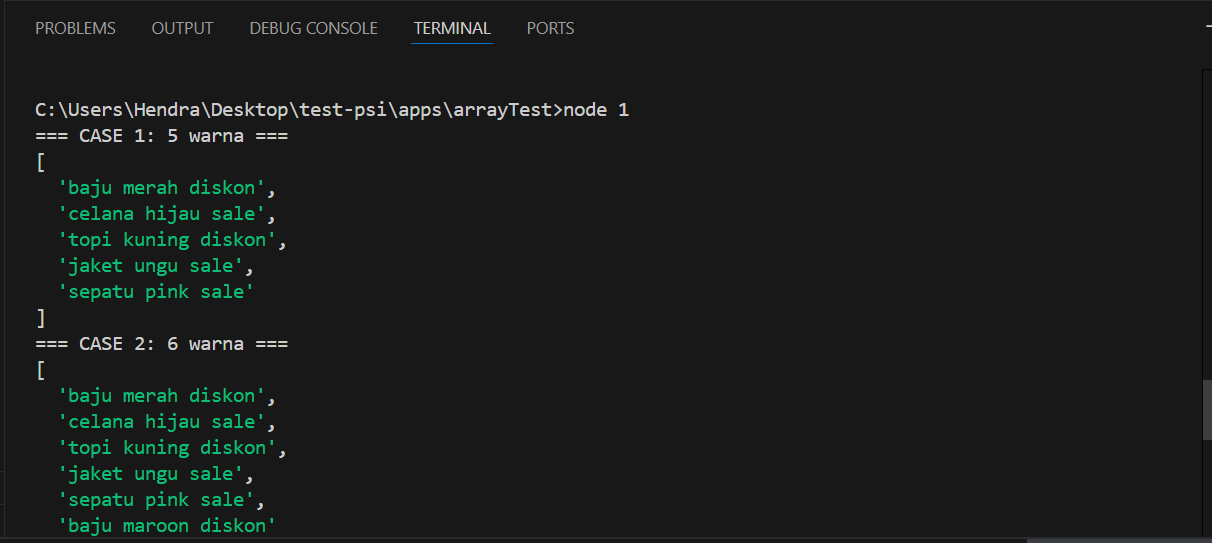 PROBLEMS OUTPUT DEBUG CONSOLE TERMINAL PORTS
C:\Users\Hendra\Desktop\test-psi\apps\arrayTest>node 1
=== CASE 1: 5 warna ===
[
  'baju merah diskon',
  'celana hijau sale',
  'topi kuning diskon',
  'jaket ungu sale',
  'sepatu pink sale'
]
=== CASE 2: 6 warna ===
[
  'baju merah diskon',
  'celana hijau sale',
  'topi kuning diskon',
  'jaket ungu sale',
  'sepatu pink sale',
  'baju maroon diskon'